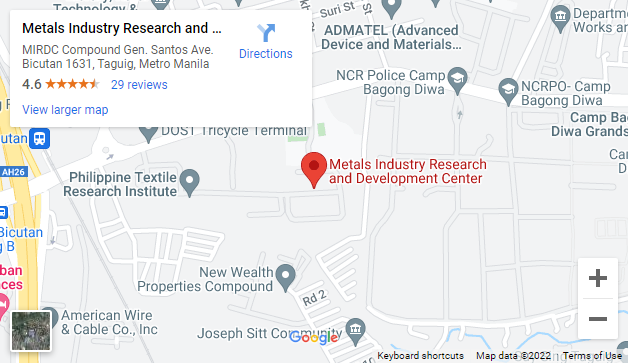 Metals Industry Research and ...
MIRDC Compound Gen. Santos Ave.
Bicutan 1631, Taguig, Metro Manila
4.6
29 reviews
View larger map
Directions
Technology &
Suri St
ADMATEL (Advanced
Device and Materials...
Department
Works and
NCR Police Camp
Bagong Diwa
NCRPO- Camp
Bagong Diwa
Camp Bag
Diwa Grands
DOST Tricycle Terminal
Bicutan
AH26
Philippine Textile
Research Institute
Metals Industry Research
and Development Center
Bicutan
g B
New Wealth
Properties Compound
Rd 2
American Wire
& Cable Co., Inc
Joseph Sitt Community
Google
Keyboard shortcuts
Map data ©2022
Terms of Use